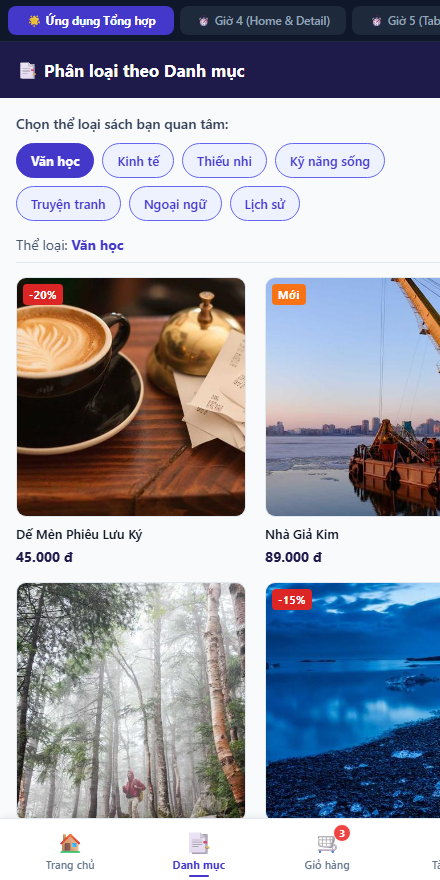 Ứng dụng Tổng hợp
Giờ 4 (Home & Detail)
Giờ 5 (Tab
Phân loại theo Danh mục
Chọn thể loại sách bạn quan tâm:
Văn học
Kinh tế
Thiếu nhi
Kỹ năng sống
Truyện tranh
Ngoại ngữ
Lịch sử
Thể loại: Văn học
-20%
Mới
Dế Mèn Phiêu Lưu Ký
Nhà Giả Kim
45.000 đ
89.000 đ
-15%
3
Trang chủ
Danh mục
Giỏ hàng
Tà